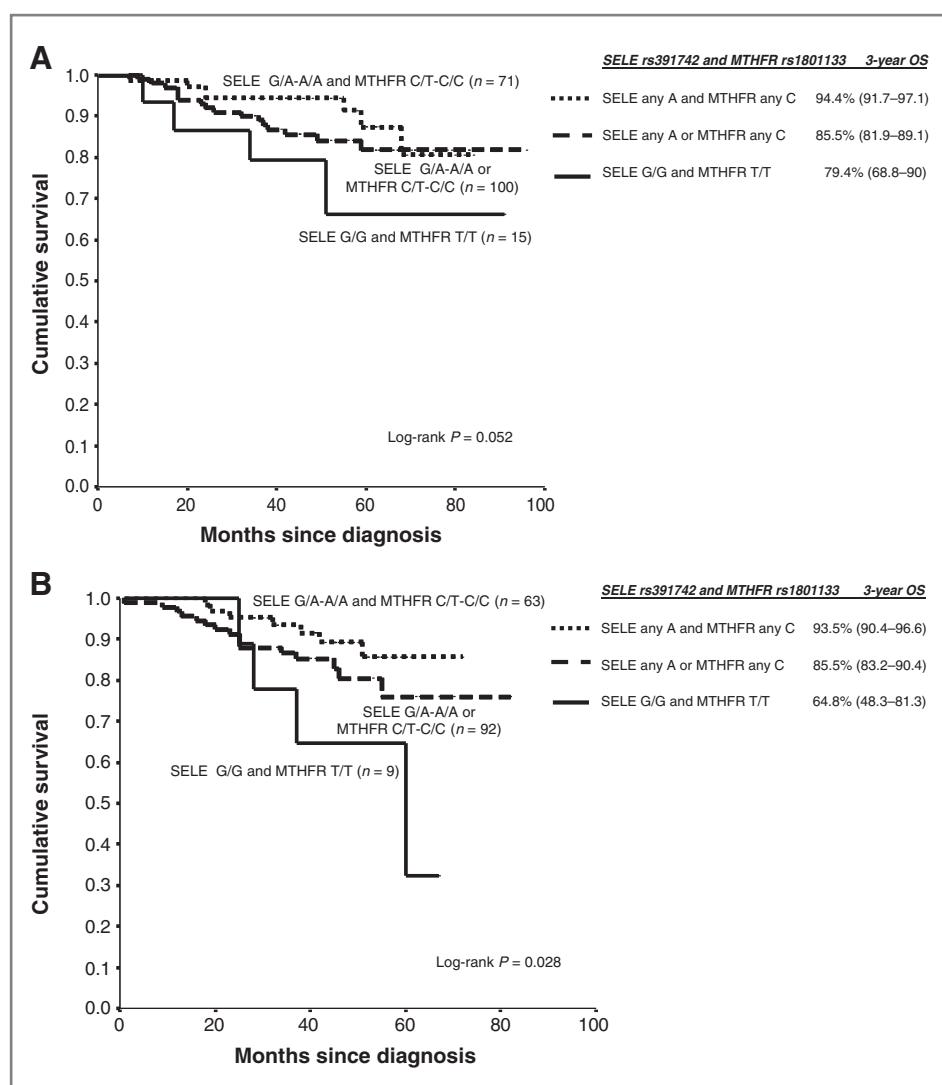 A
SELE rs391742 and MTHFR rs1801133 3-year OS
SELE any A and MTHFR any C 94.4% (91.7–97.1)
SELE any A or MTHFR any C 85.5% (81.9–89.1)
SELE G/G and MTHFR T/T 79.4% (68.8–90)
Cumulative survival
1.0
0.9
0.8
0.7
0.6
0.5
0.4
0.3
0.2
0.1
0.0
SELE G/A-A/A and MTHFR C/T-C/C (n = 71)
SELE G/A-A/A or
MTHFR C/T-C/C (n = 100)
SELE G/G and MTHFR T/T (n = 15)
Log-rank P = 0.052
0 20 40 60 80 100
Months since diagnosis
B
SELE rs391742 and MTHFR rs1801133 3-year OS
SELE any A and MTHFR any C 93.5% (90.4–96.6)
SELE any A or MTHFR any C 85.5% (83.2–90.4)
SELE G/G and MTHFR T/T 64.8% (48.3–81.3)
Cumulative survival
1.0
0.9
0.8
0.7
0.6
0.5
0.4
0.3
0.2
0.1
0.0
SELE G/A-A/A and MTHFR C/T-C/C (n = 63)
SELE G/A-A/A or
MTHFR C/T-C/C (n = 92)
SELE G/G and MTHFR T/T (n = 9)
Log-rank P = 0.028
0 20 40 60 80 100
Months since diagnosis